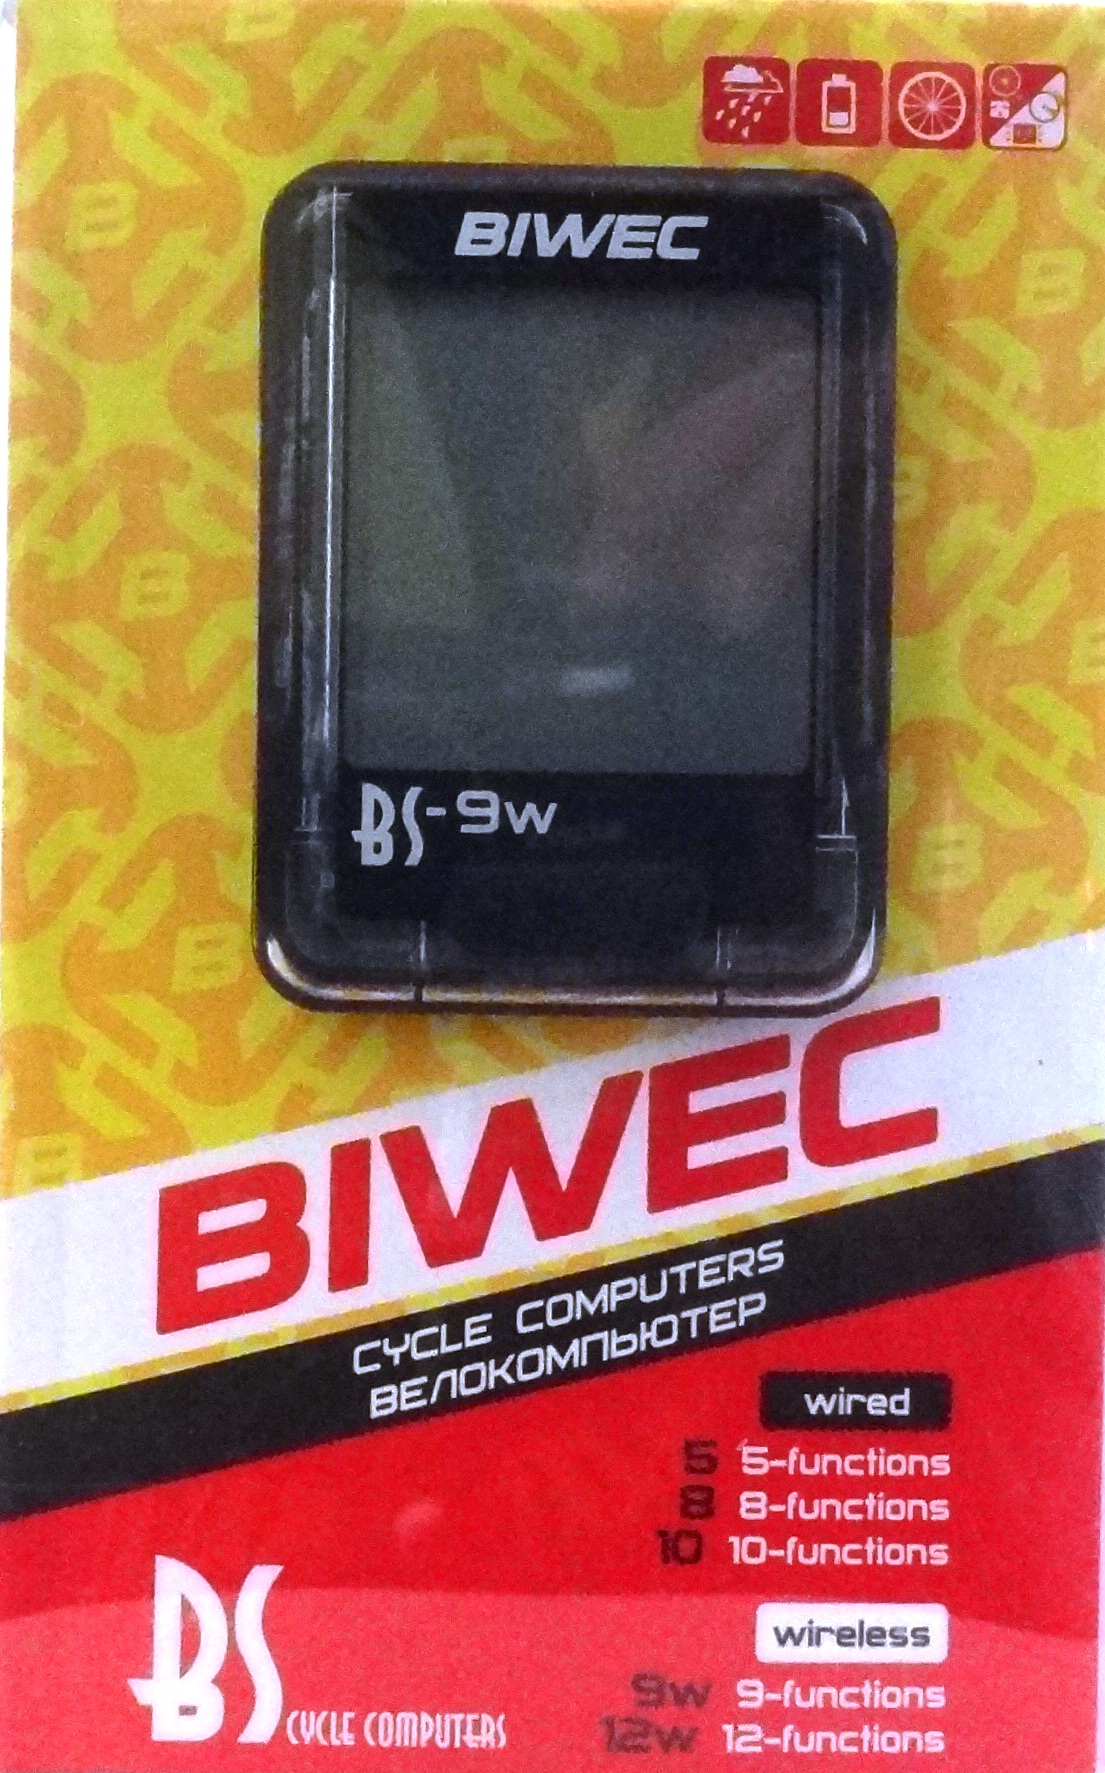 BIWEC
BS-9w
BIWEC
CYCLE COMPUTERS
ВЕЛОКОМПЬЮТЕР
wired
5 5-functions
8 8-functions
10 10-functions
wireless
9w 9-functions
12w 12-functions
BS CYCLE COMPUTERS